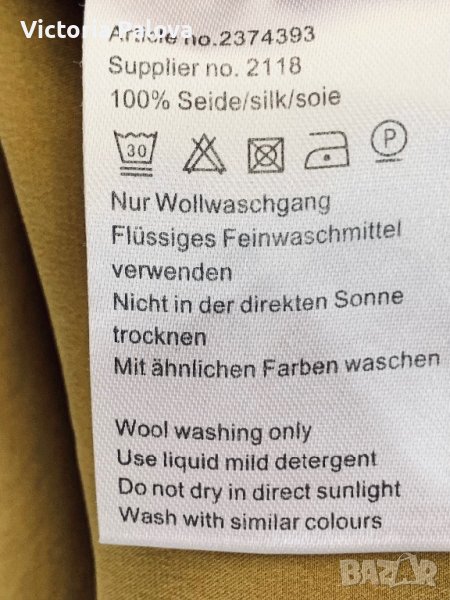 Victoria Palova
Article no.2374393
Supplier no. 2118
100% Seide/silk/soie
30
P
Nur Wollwaschgang
Flüssiges Feinwaschmittel
verwenden
Nicht in der direkten Sonne
trocknen
Mit ähnlichen Farben waschen
Wool washing only
Use liquid mild detergent
Do not dry in direct sunlight
Wash with similar colours
BAZAR